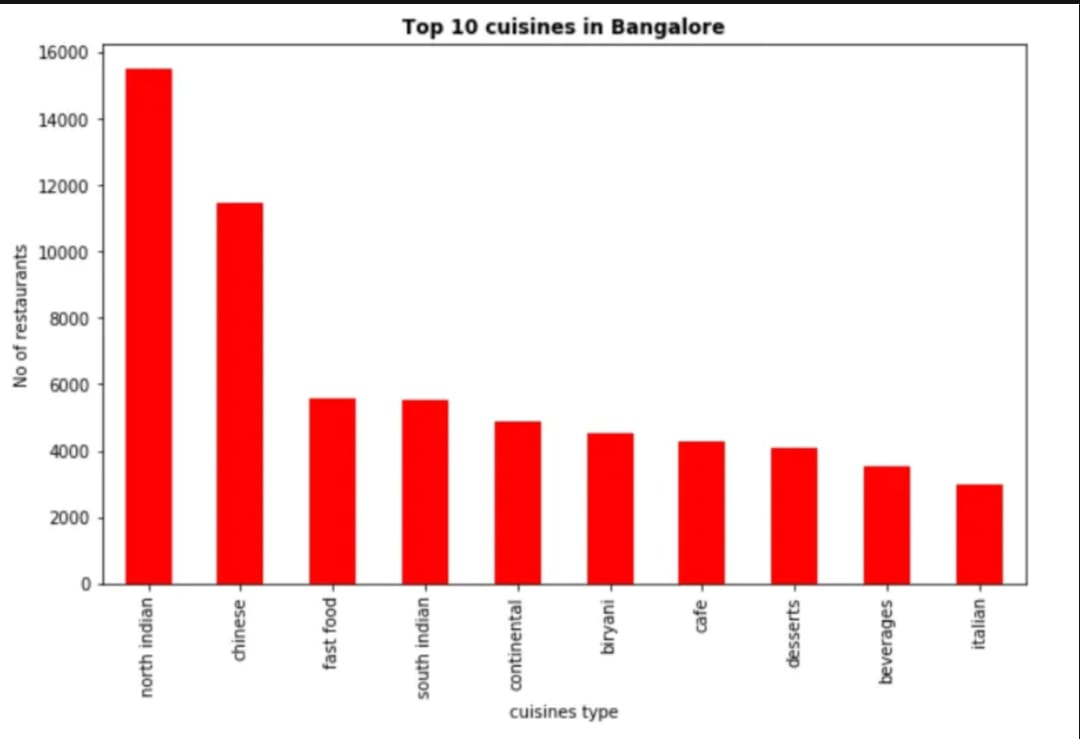 Top 10 cuisines in Bangalore
No of restaurants
16000
14000
12000
10000
8000
6000
4000
2000
0
north indian
chinese
fast food
south indian
continental
biryani
cafe
desserts
beverages
italian
cuisines type